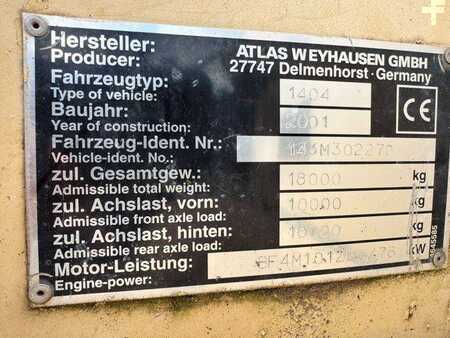 Hersteller:
Producer:
ATLAS WEYHAUSEN GMBH
27747 Delmenhorst - Germany
Fahrzeugtyp:
Type of vehicle:
1404
Baujahr:
Year of construction:
2001
CE
Fahrzeug-Ident. Nr.:
Vehicle-ident. No.:
143M302270
zul. Gesamtgew.:
Admissible total weight:
18000 kg
zul. Achslast, vorn:
Admissible front axle load:
10000 kg
zul. Achslast, hinten:
Admissible rear axle load:
kg
Motor-Leistung:
Engine-power:
kW